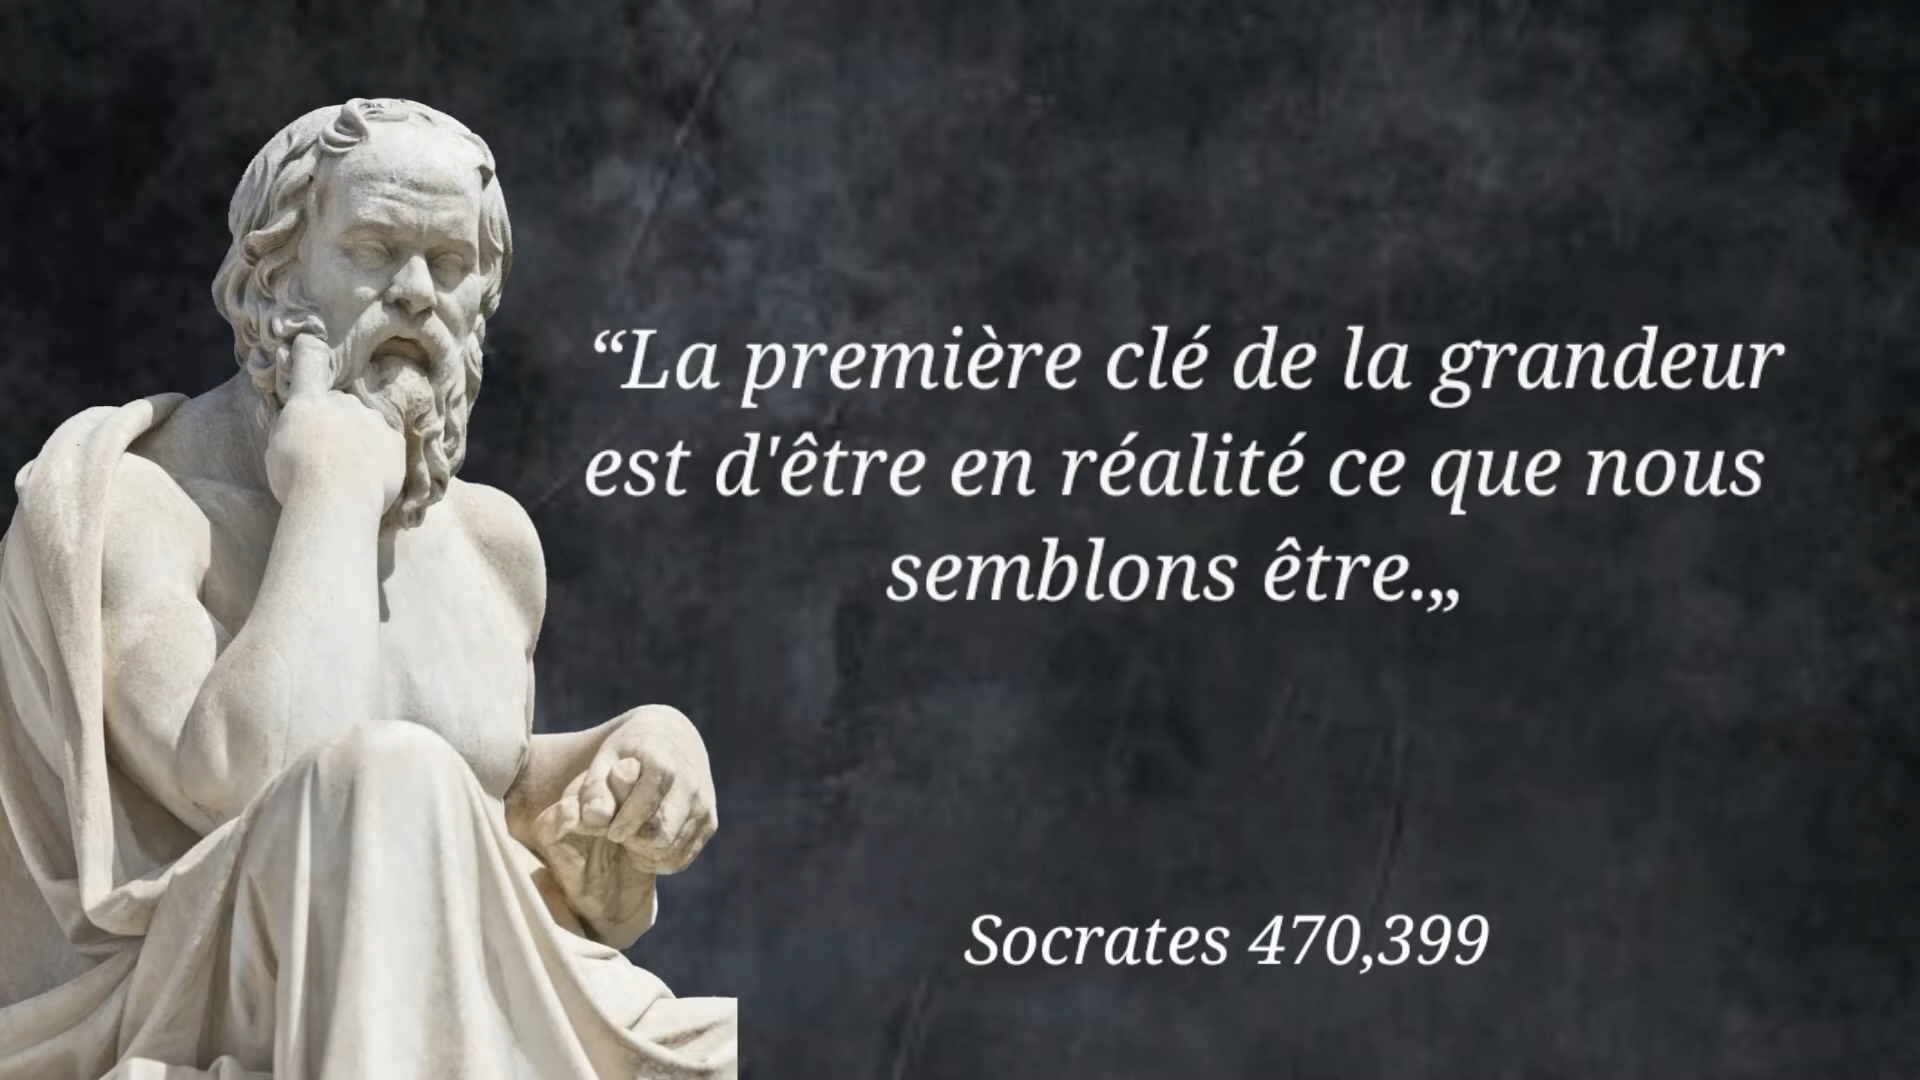 “La première clé de la grandeur
est d'être en réalité ce que nous
semblons être.„
Socrates 470,399